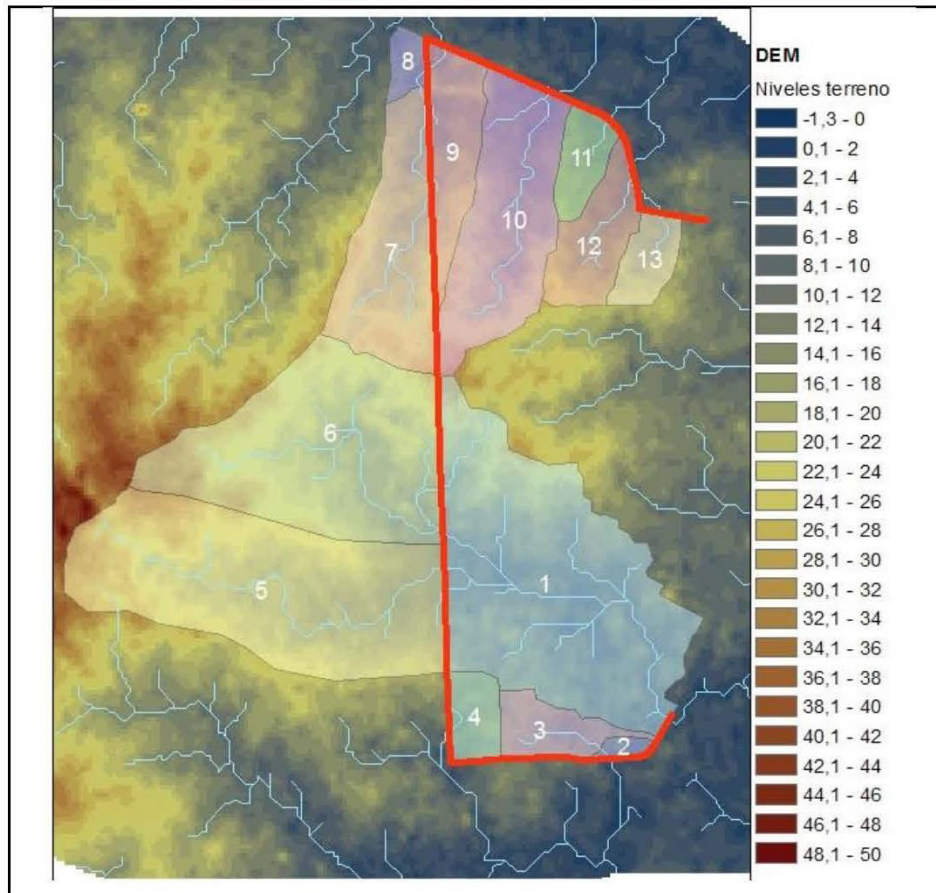 8
9
11
10
7
12
13
6
5
1
4
3
2
DEM
Niveles terreno
-1,3 - 0
0,1 - 2
2,1 - 4
4,1 - 6
6,1 - 8
8,1 - 10
10,1 - 12
12,1 - 14
14,1 - 16
16,1 - 18
18,1 - 20
20,1 - 22
22,1 - 24
24,1 - 26
26,1 - 28
28,1 - 30
30,1 - 32
32,1 - 34
34,1 - 36
36,1 - 38
38,1 - 40
40,1 - 42
42,1 - 44
44,1 - 46
46,1 - 48
48,1 - 50